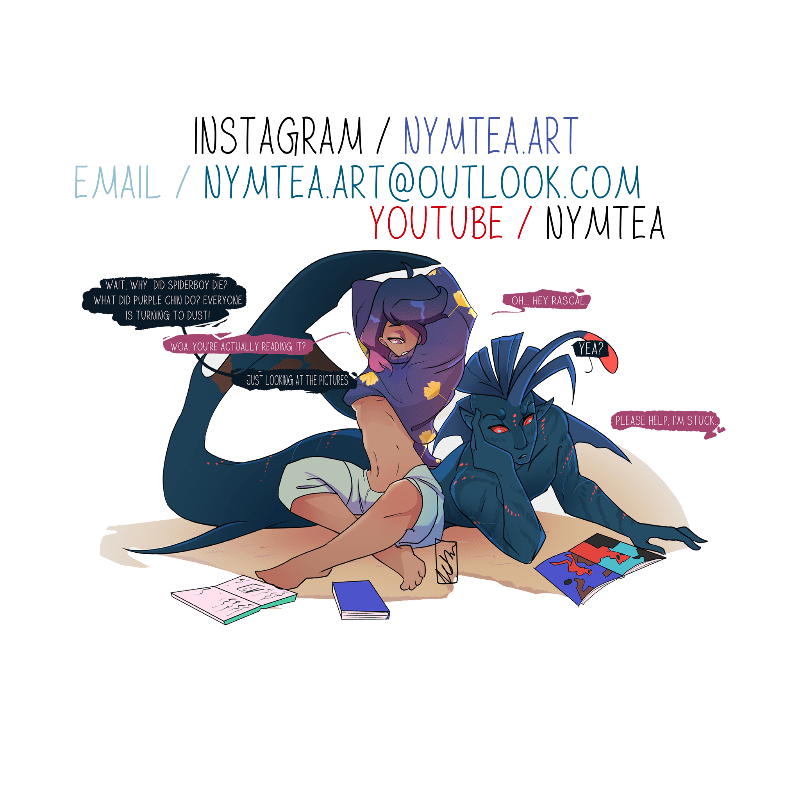 INSTAGRAM / NYMTEA.ART
EMAIL / NYMTEA.ART@OUTLOOK.COM
YOUTUBE / NYMTEA
WAIT, WHY DID SPIDERBOY DIE?
WHAT DID PURPLE CHIN DO? EVERYONE
IS TURNING TO DUST!
WOA, YOU'RE ACTUALLY READING IT?
JUST LOOKING AT THE PICTURES
OH... HEY RASCAL
YEA?
PLEASE HELP, I'M STUCK.